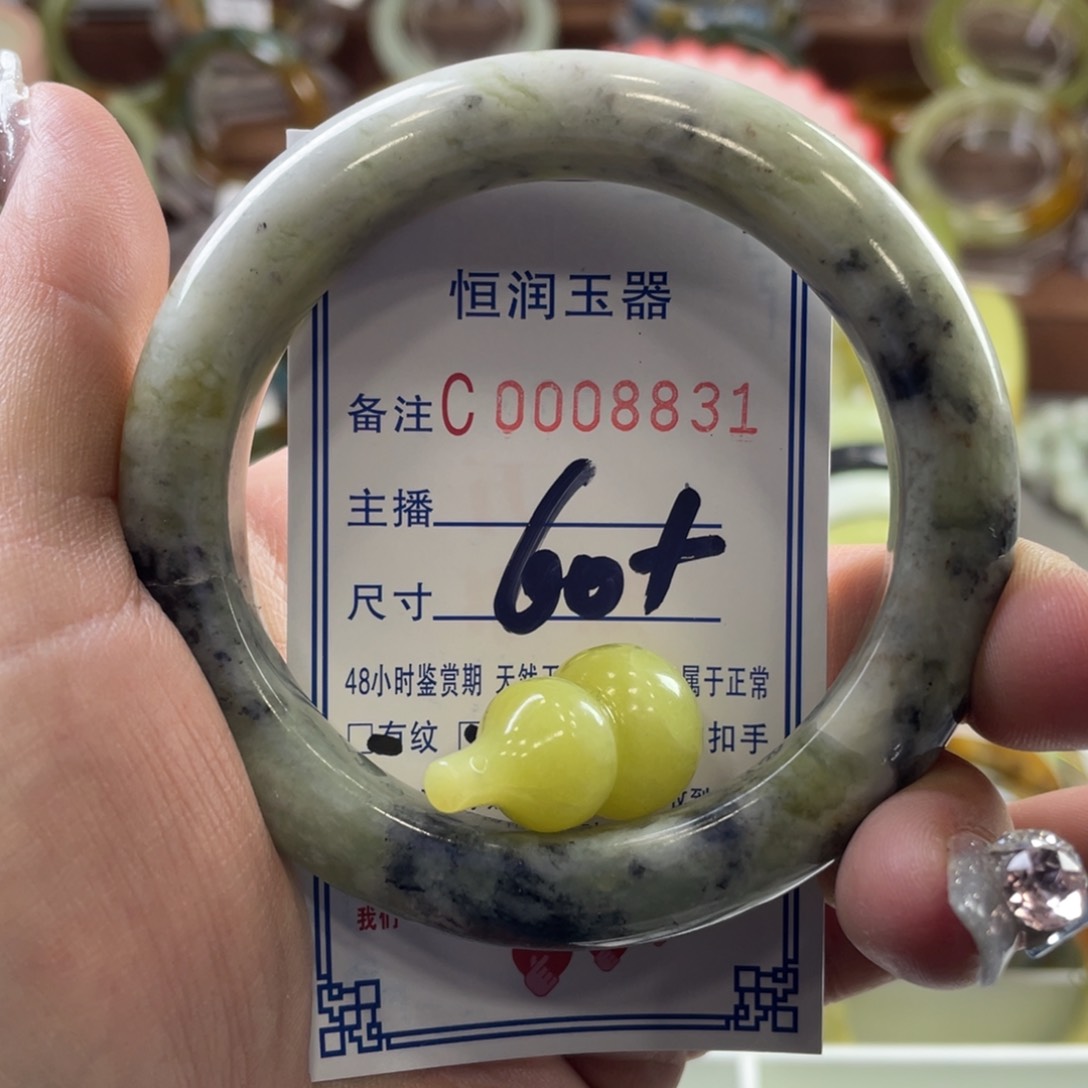 恒润玉器
备注C 0008831
主播
尺寸 60+
48小时鉴赏期 天然 属于正常
□有纹 扣手
我们